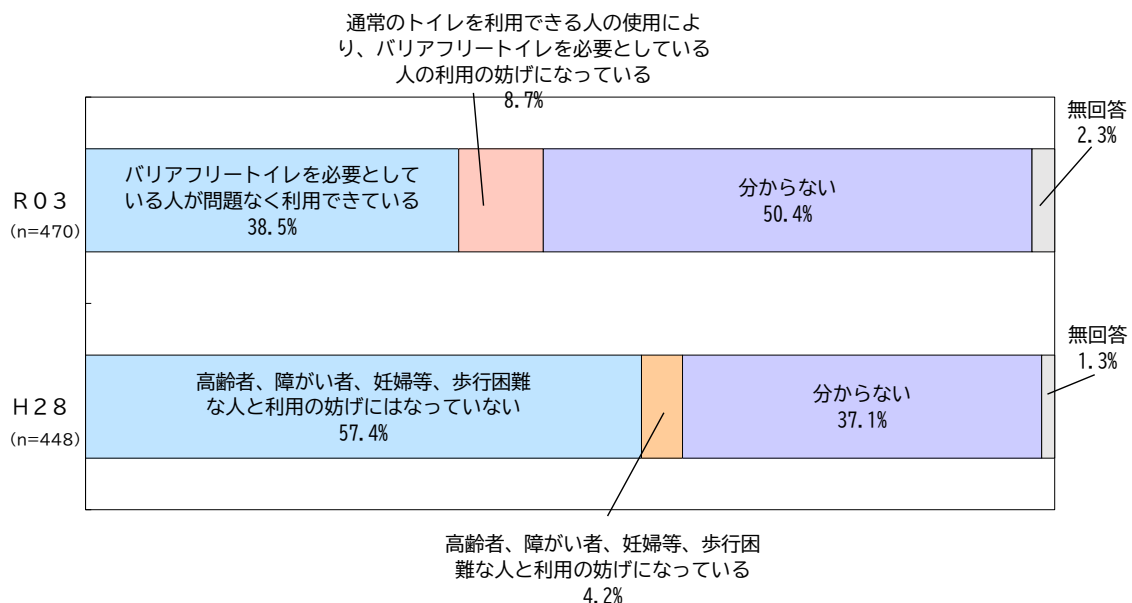 通常のトイレを利用できる人の使用によ
り、バリアフリートイレを必要としている
人の利用の妨げになっている
8.7%
無回答
2.3%
Ｒ０３
(n=470)
バリアフリートイレを必要として
いる人が問題なく利用できている
38.5%
分からない
50.4%
無回答
1.3%
Ｈ２８
(n=448)
高齢者、障がい者、妊婦等、歩行困難
な人と利用の妨げにはなっていない
57.4%
分からない
37.1%
高齢者、障がい者、妊婦等、歩行困
難な人と利用の妨げになっている
4.2%